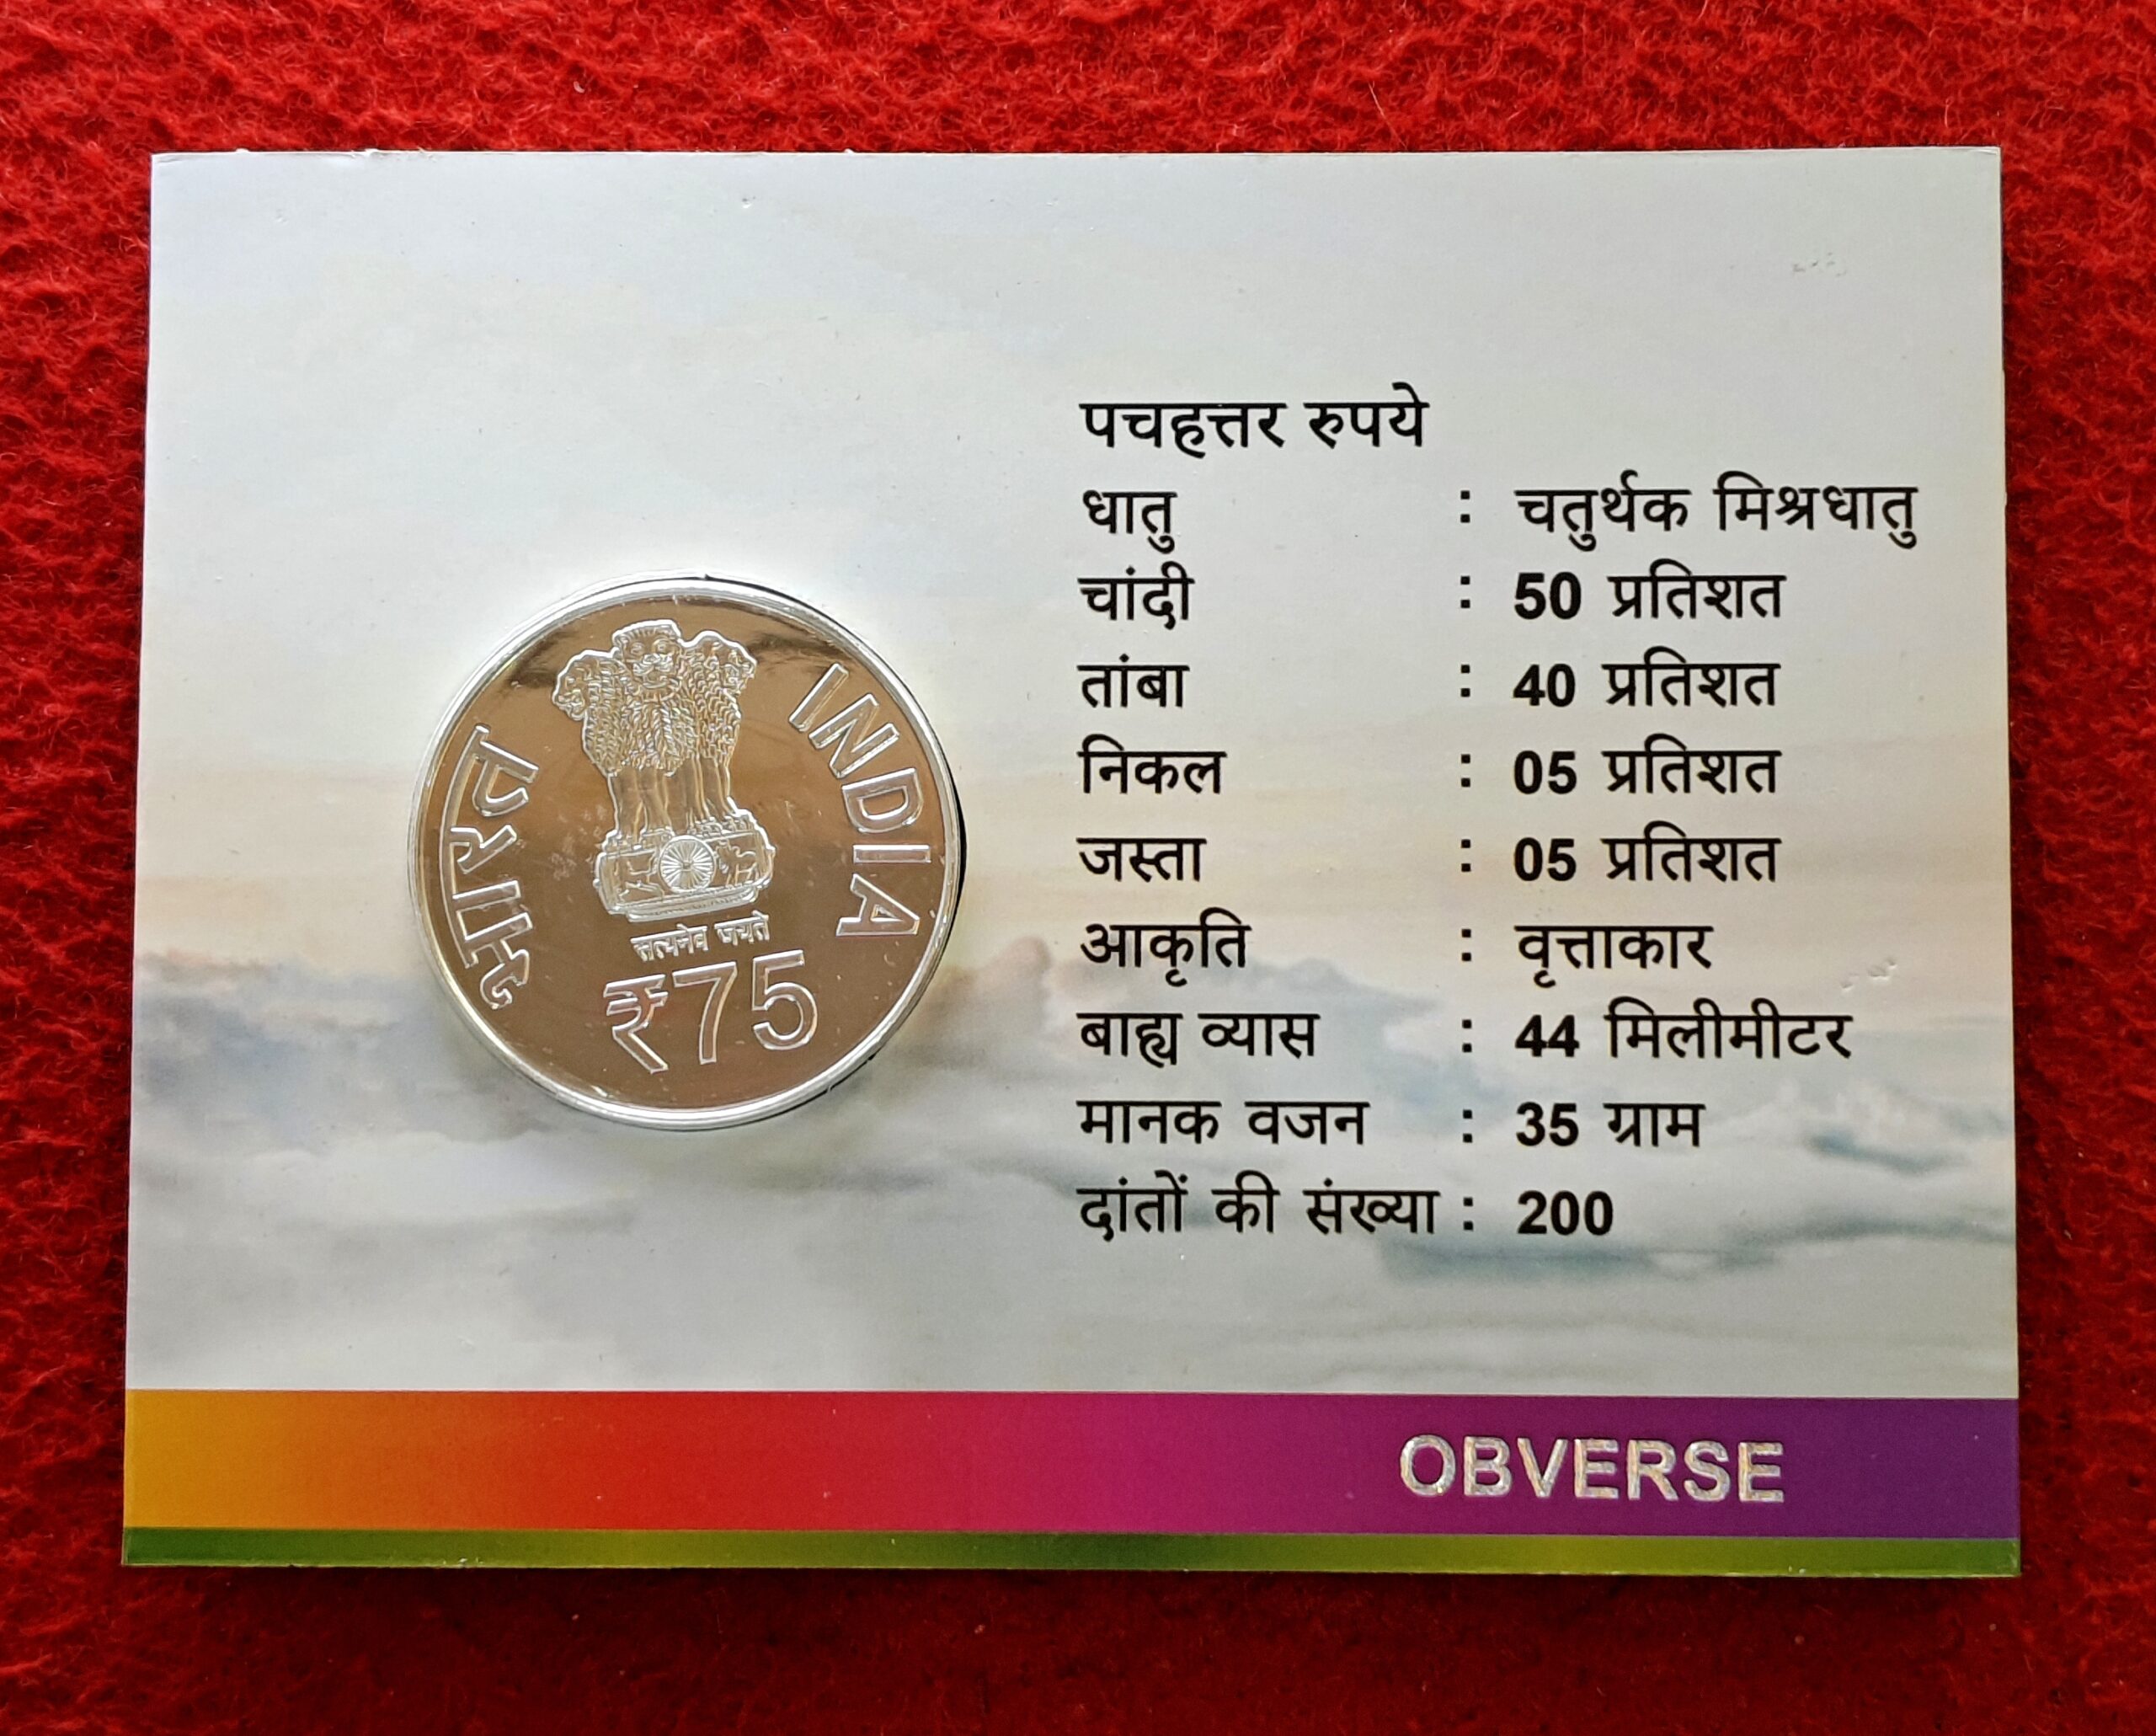 भारत
INDIA
सत्यमेव जयते
₹75
पचहत्तर रुपये
धातु : चतुर्थक मिश्रधातु
चांदी : 50 प्रतिशत
तांबा : 40 प्रतिशत
निकल : 05 प्रतिशत
जस्ता : 05 प्रतिशत
आकृति : वृत्ताकार
बाह्य व्यास : 44 मिलीमीटर
मानक वजन : 35 ग्राम
दांतों की संख्या : 200
OBVERSE